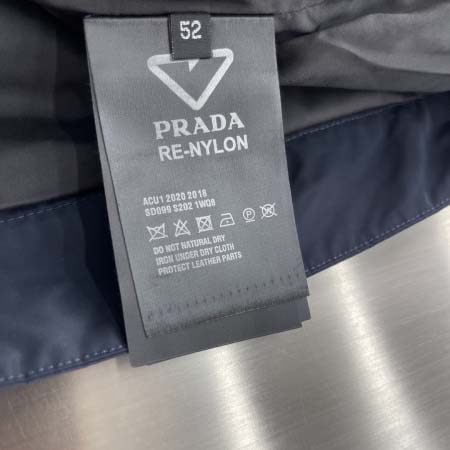 52
PRADA
RE-NYLON
ACU1 2020 2018
SD099 S202 1WQ8
DO NOT NATURAL DRY
IRON UNDER DRY CLOTH
PROTECT LEATHER PARTS